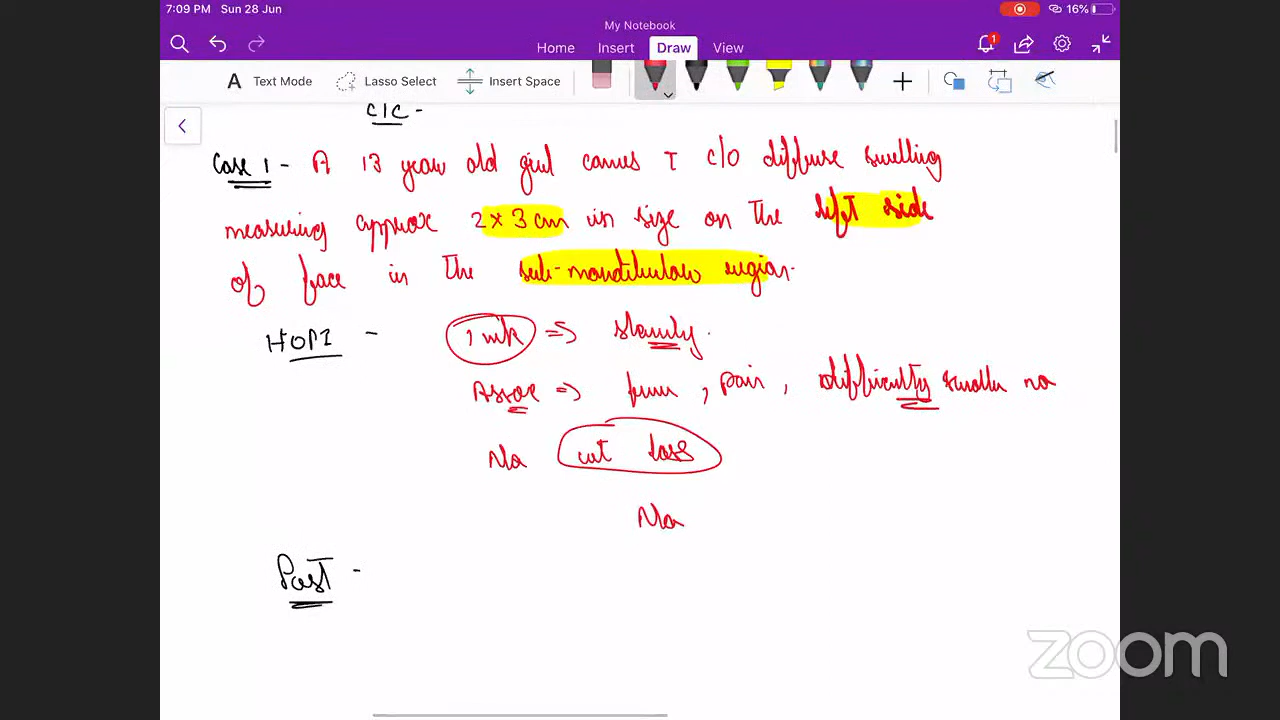 7:09 PM Sun 28 Jun 16%
My Notebook
Home Insert Draw View 1
Text Mode Lasso Select Insert Space
C/C -
Case 1 - A 13 year old girl comes c c/o diffuse swelling
measuring approx 2 x 3 cm in size on the left side
of face in the sub-mandibular region.
HOPI - 1 wk => slowly.
Assoc => fever, pain, difficulty swallo no
No wt loss
No
Past -
zoom